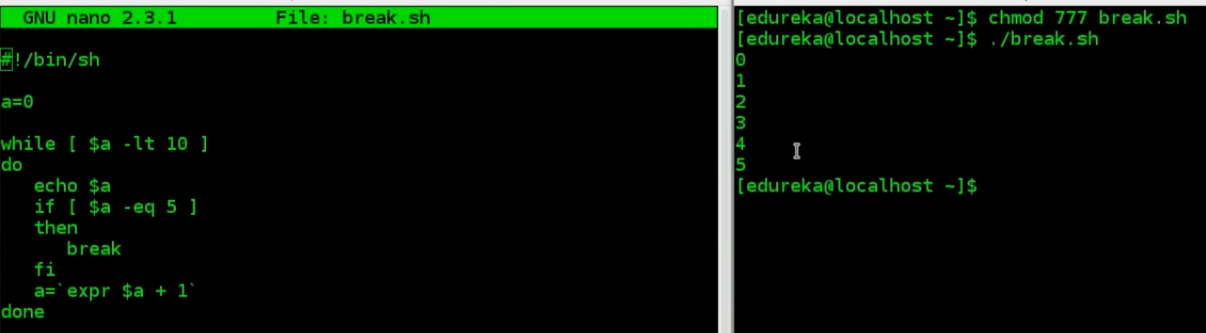 GNU nano 2.3.1 File: break.sh
#!/bin/sh
a=0
while [ $a -lt 10 ]
do
echo $a
if [ $a -eq 5 ]
then
break
fi
a=`expr $a + 1`
done
[edureka@localhost ~]$ chmod 777 break.sh
[edureka@localhost ~]$ ./break.sh
0
1
2
3
4
5
[edureka@localhost ~]$